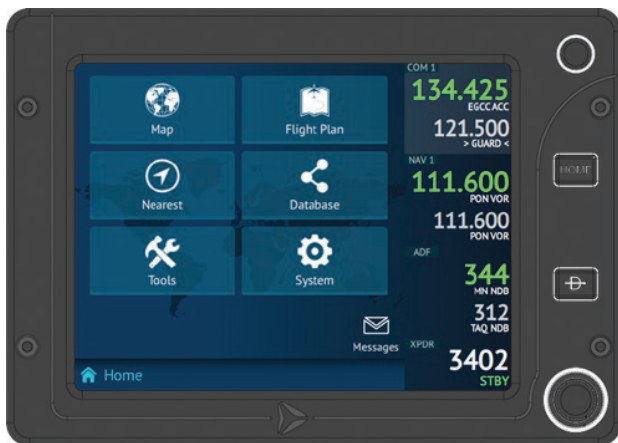 COM 1
134.425
EGCC ACC
121.500
> GUARD <
NAV 1
111.600
PON VOR
111.600
PON VOR
ADF
344
MN NDB
312
TAQ NDB
XPDR
3402
STBY
Map
Flight Plan
Nearest
Database
Tools
System
Messages
Home
HOME